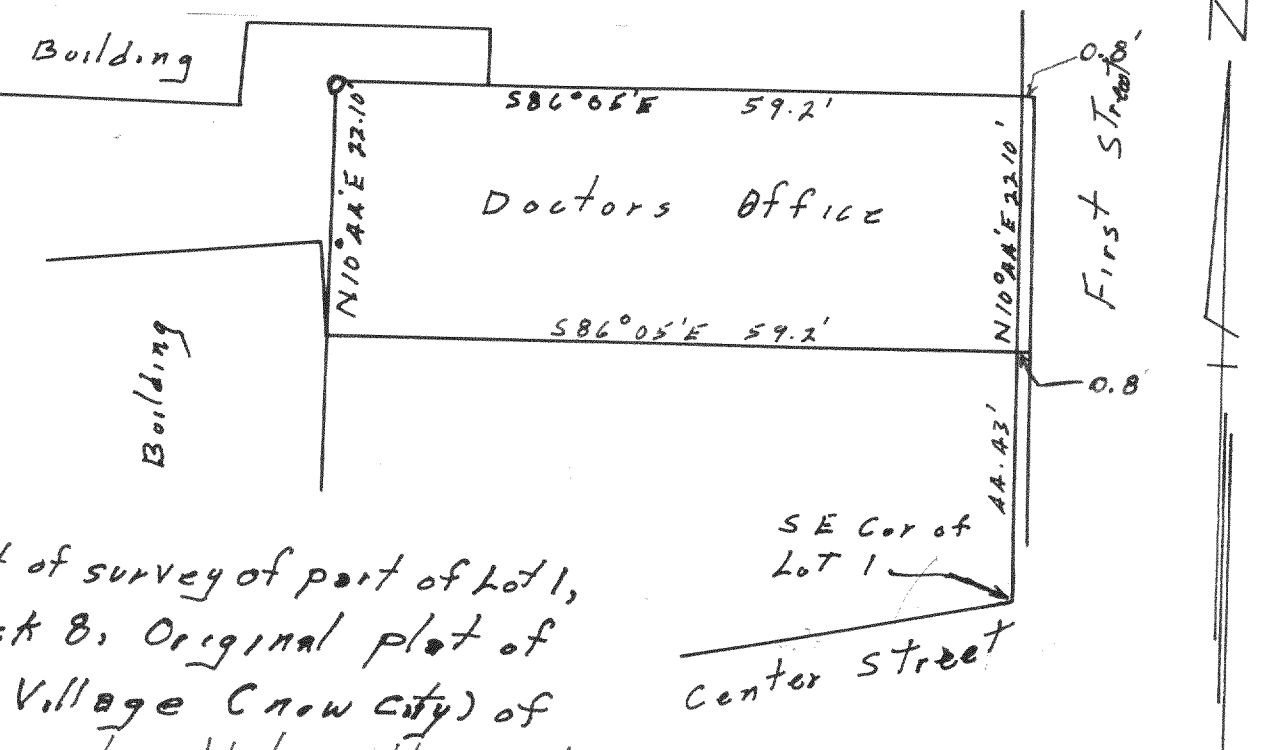 Building
0.8'
S86°05'E 59.2'
N10°44'E 22.10'
Doctors Office
N10°44'E 22.10'
First Street
N
S86°05'E 59.2'
0.8
Building
44.43'
SE Cor of
Lot 1
Center Street
of survey of part of Lot 1,
8, Original plat of
Village (now city) of